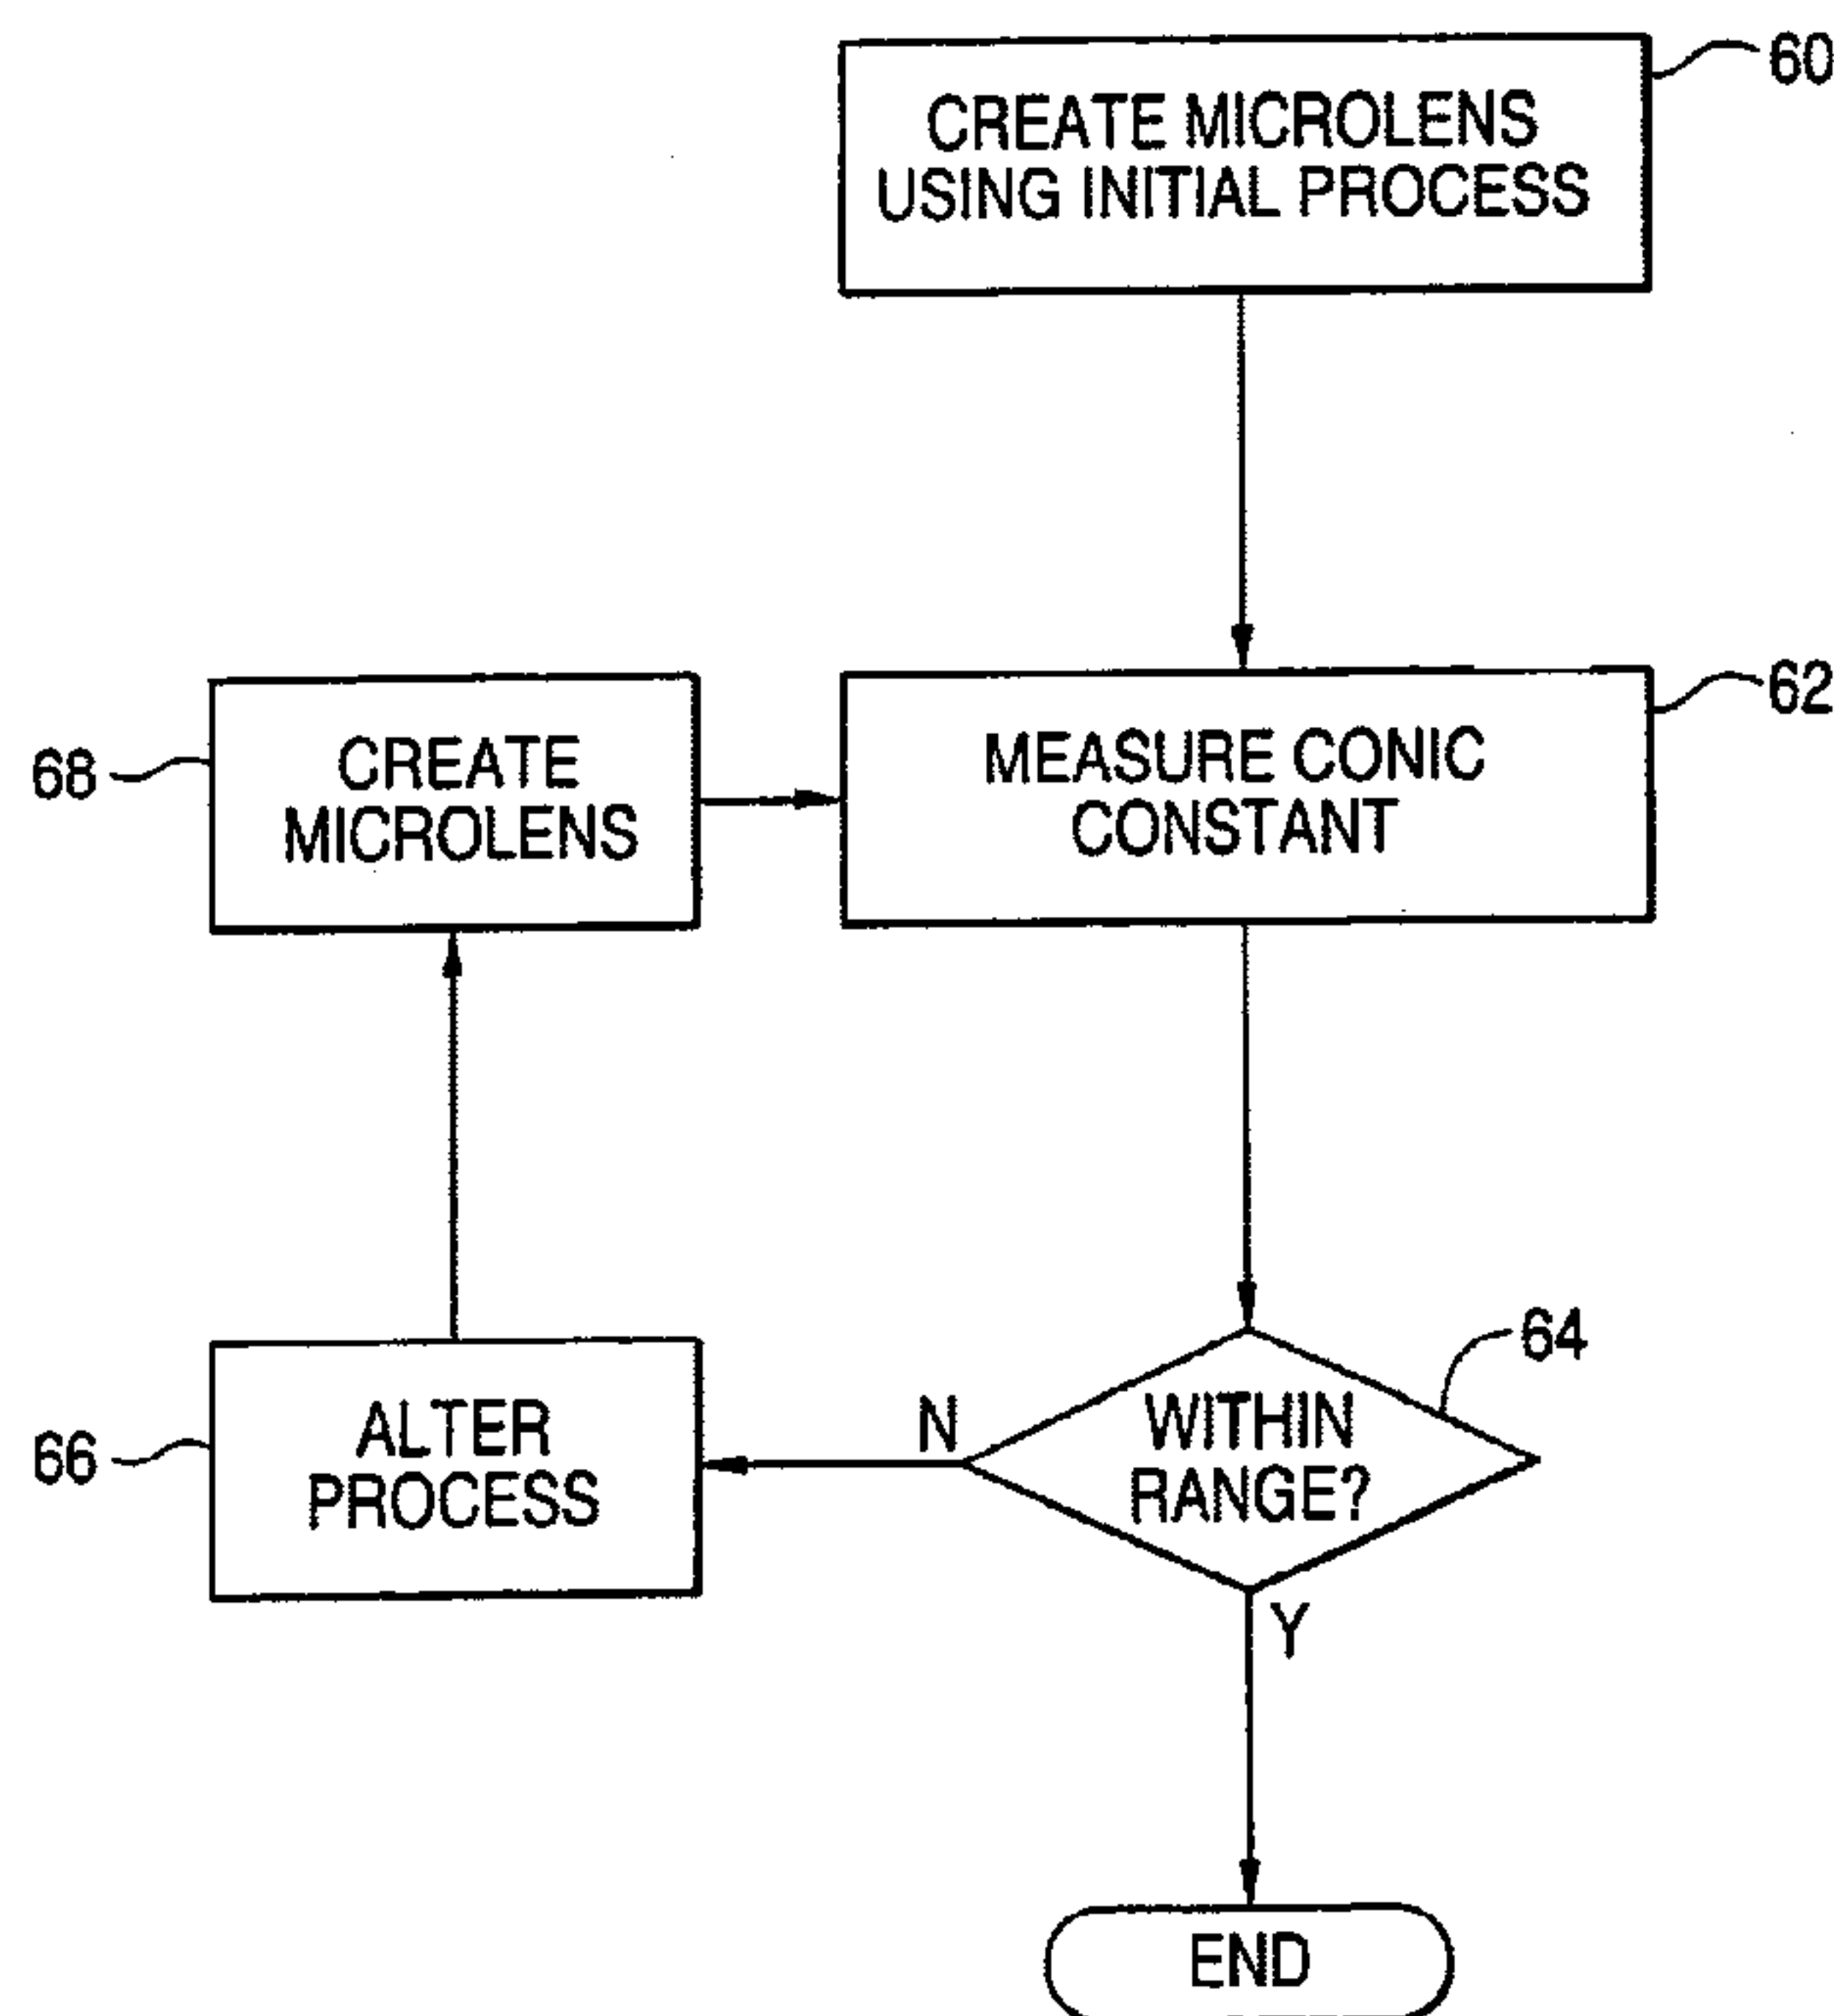 60
CREATE MICROLENS
USING INITIAL PROCESS
62
MEASURE CONIC
CONSTANT
68
CREATE
MICROLENS
64
WITHIN
RANGE?
N
Y
66
ALTER
PROCESS
END